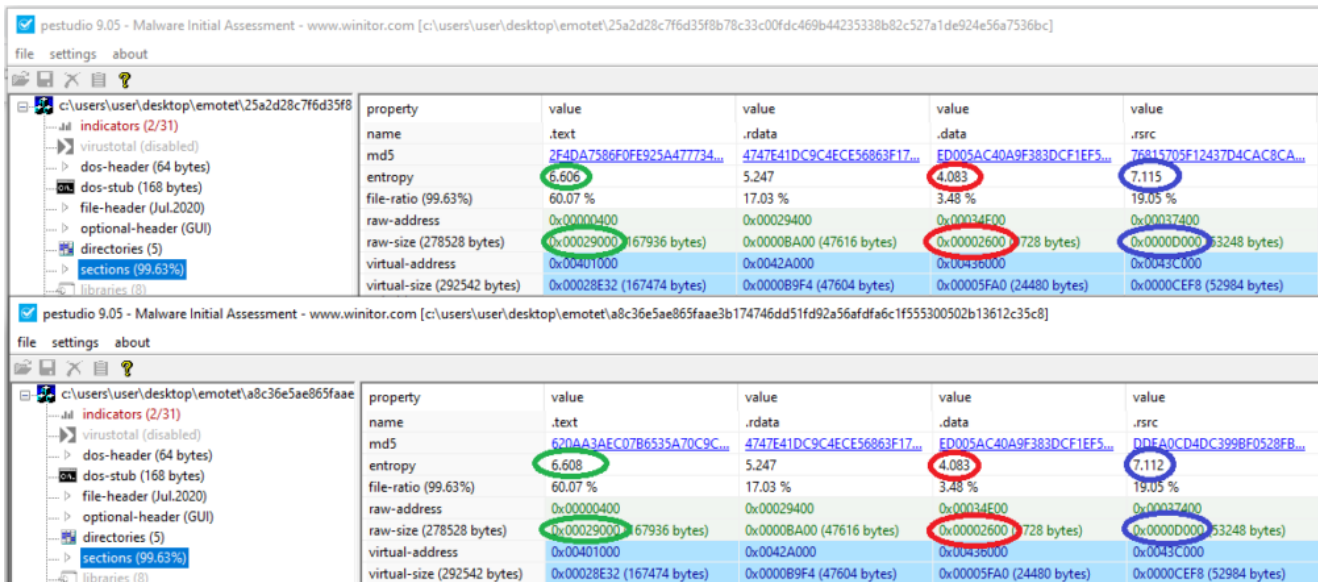 pestudio 9.05 - Malware Initial Assessment - www.winitor.com [c:\users\user\desktop\emotet\25a2d28c7f6d35f8b78c33c00fdc469b44235338b82c527a1de924e56a7536bc]
file settings about
c:\users\user\desktop\emotet\25a2d28c7f6d35f8
indicators (2/31)
virustotal (disabled)
dos-header (64 bytes)
dos-stub (168 bytes)
file-header (Jul.2020)
optional-header (GUI)
directories (5)
sections (99.63%)
libraries (8)
property value value value value
name .text .rdata .data .rsrc
md5 2F4DA7586F0FE925A477734... 4747E41DC9C4ECE56863F17... ED005AC40A9F383DCF1EF5... 76815705F12437D4CAC8CA...
entropy 6.606 5.247 4.083 7.115
file-ratio (99.63%) 60.07 % 17.03 % 3.48 % 19.05 %
raw-address 0x00000400 0x00029400 0x00034E00 0x00037400
raw-size (278528 bytes) 0x00029000 167936 bytes) 0x0000BA00 (47616 bytes) 0x00002600 728 bytes) 0x0000D000 53248 bytes)
virtual-address 0x00401000 0x0042A000 0x00436000 0x0043C000
virtual-size (292542 bytes) 0x00028E32 (167474 bytes) 0x0000B9F4 (47604 bytes) 0x00005FA0 (24480 bytes) 0x0000CEF8 (52984 bytes)
pestudio 9.05 - Malware Initial Assessment - www.winitor.com [c:\users\user\desktop\emotet\a8c36e5ae865faae3b174746dd51fd92a56afdfa6c1f555300502b13612c35c8]
file settings about
c:\users\user\desktop\emotet\a8c36e5ae865faae
indicators (2/31)
virustotal (disabled)
dos-header (64 bytes)
dos-stub (168 bytes)
file-header (Jul.2020)
optional-header (GUI)
directories (5)
sections (99.63%)
libraries (8)
property value value value value
name .text .rdata .data .rsrc
md5 620AA3AEC07B6535A70C9C... 4747E41DC9C4ECE56863F17... ED005AC40A9F383DCF1EF5... DDEA0CD4DC399BF0528FB...
entropy 6.608 5.247 4.083 7.112
file-ratio (99.63%) 60.07 % 17.03 % 3.48 % 19.05 %
raw-address 0x00000400 0x00029400 0x00034E00 0x00037400
raw-size (278528 bytes) 0x00029000 167936 bytes) 0x0000BA00 (47616 bytes) 0x00002600 728 bytes) 0x0000D000 53248 bytes)
virtual-address 0x00401000 0x0042A000 0x00436000 0x0043C000
virtual-size (292542 bytes) 0x00028E32 (167474 bytes) 0x0000B9F4 (47604 bytes) 0x00005FA0 (24480 bytes) 0x0000CEF8 (52984 bytes)